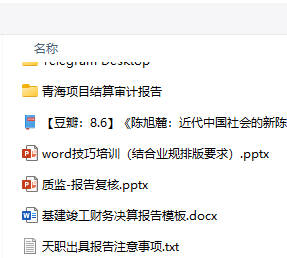 名称
Telegram Desktop
青海项目结算审计报告
【豆瓣：8.6】《陈旭麓：近代中国社会的新陈
word技巧培训（结合业规排版要求）.pptx
质监-报告复核.pptx
基建竣工财务决算报告模板.docx
天职出具报告注意事项.txt